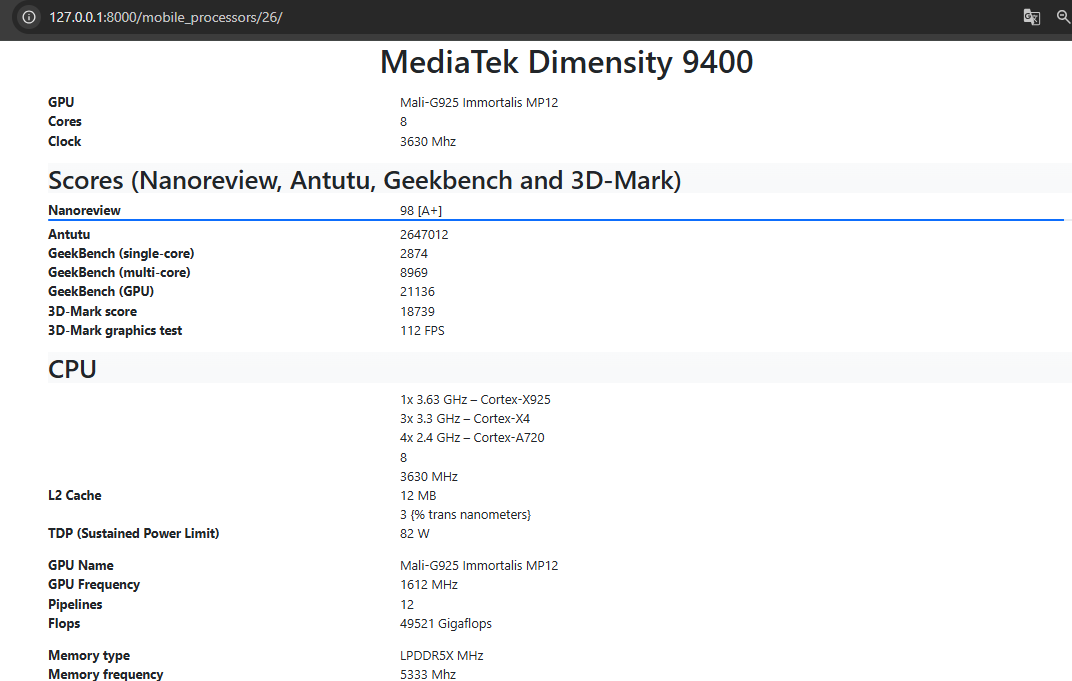 127.0.0.1:8000/mobile_processors/26/
MediaTek Dimensity 9400
GPU Mali-G925 Immortalis MP12
Cores 8
Clock 3630 Mhz
Scores (Nanoreview, Antutu, Geekbench and 3D-Mark)
Nanoreview 98 [A+]
Antutu 2647012
GeekBench (single-core) 2874
GeekBench (multi-core) 8969
GeekBench (GPU) 21136
3D-Mark score 18739
3D-Mark graphics test 112 FPS
CPU
1x 3.63 GHz – Cortex-X925
3x 3.3 GHz – Cortex-X4
4x 2.4 GHz – Cortex-A720
8
3630 MHz
L2 Cache 12 MB
3 {% trans nanometers}
TDP (Sustained Power Limit) 82 W
GPU Name Mali-G925 Immortalis MP12
GPU Frequency 1612 MHz
Pipelines 12
Flops 49521 Gigaflops
Memory type LPDDR5X MHz
Memory frequency 5333 Mhz